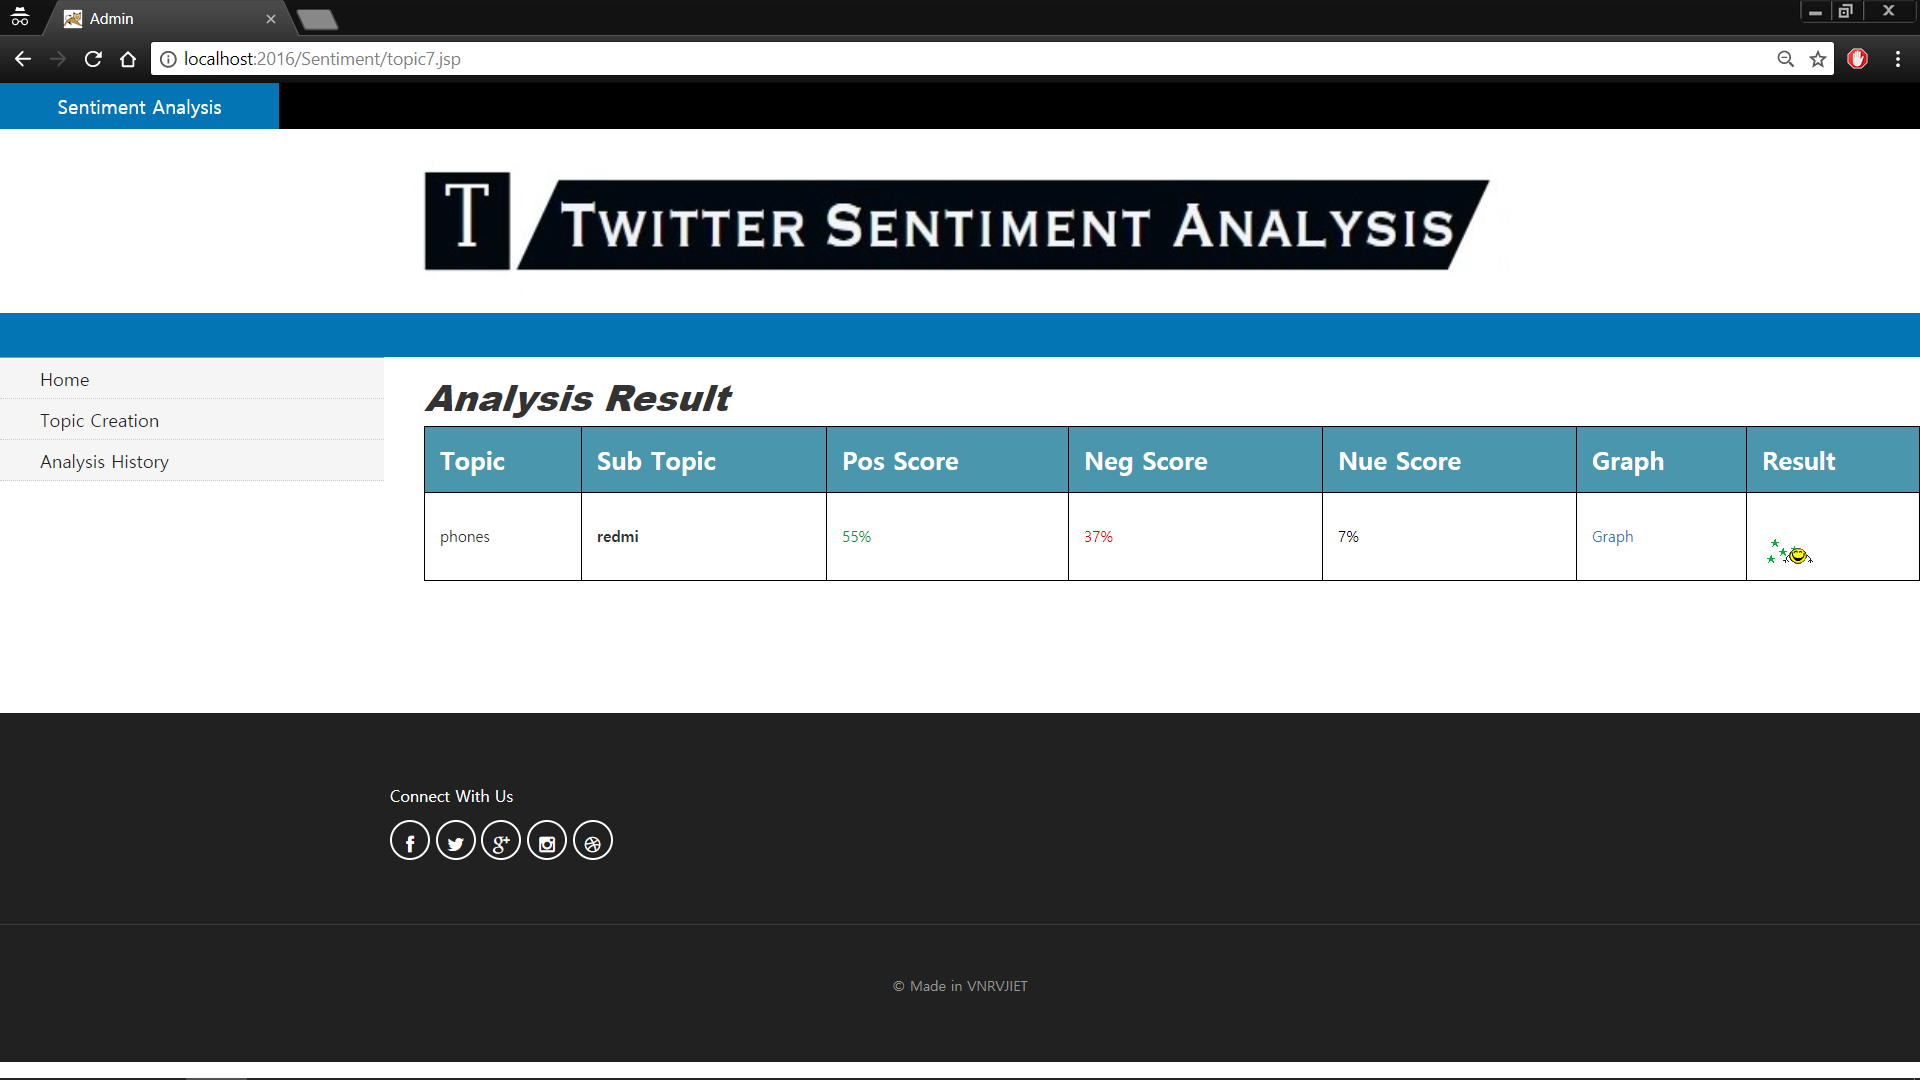 Admin
localhost:2016/Sentiment/topic7.jsp
Sentiment Analysis
T TWITTER SENTIMENT ANALYSIS
Home
Topic Creation
Analysis History
Analysis Result
Topic Sub Topic Pos Score Neg Score Nue Score Graph Result
phones redmi 55% 37% 7% Graph
Connect With Us
© Made in VNRVJIET